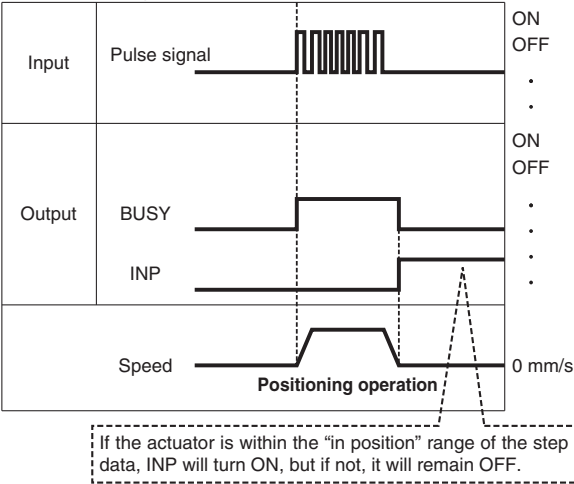 ON
Input Pulse signal OFF
ON
OFF
Output BUSY
INP
Speed 0 mm/s
Positioning operation
If the actuator is within the “in position” range of the step
data, INP will turn ON, but if not, it will remain OFF.